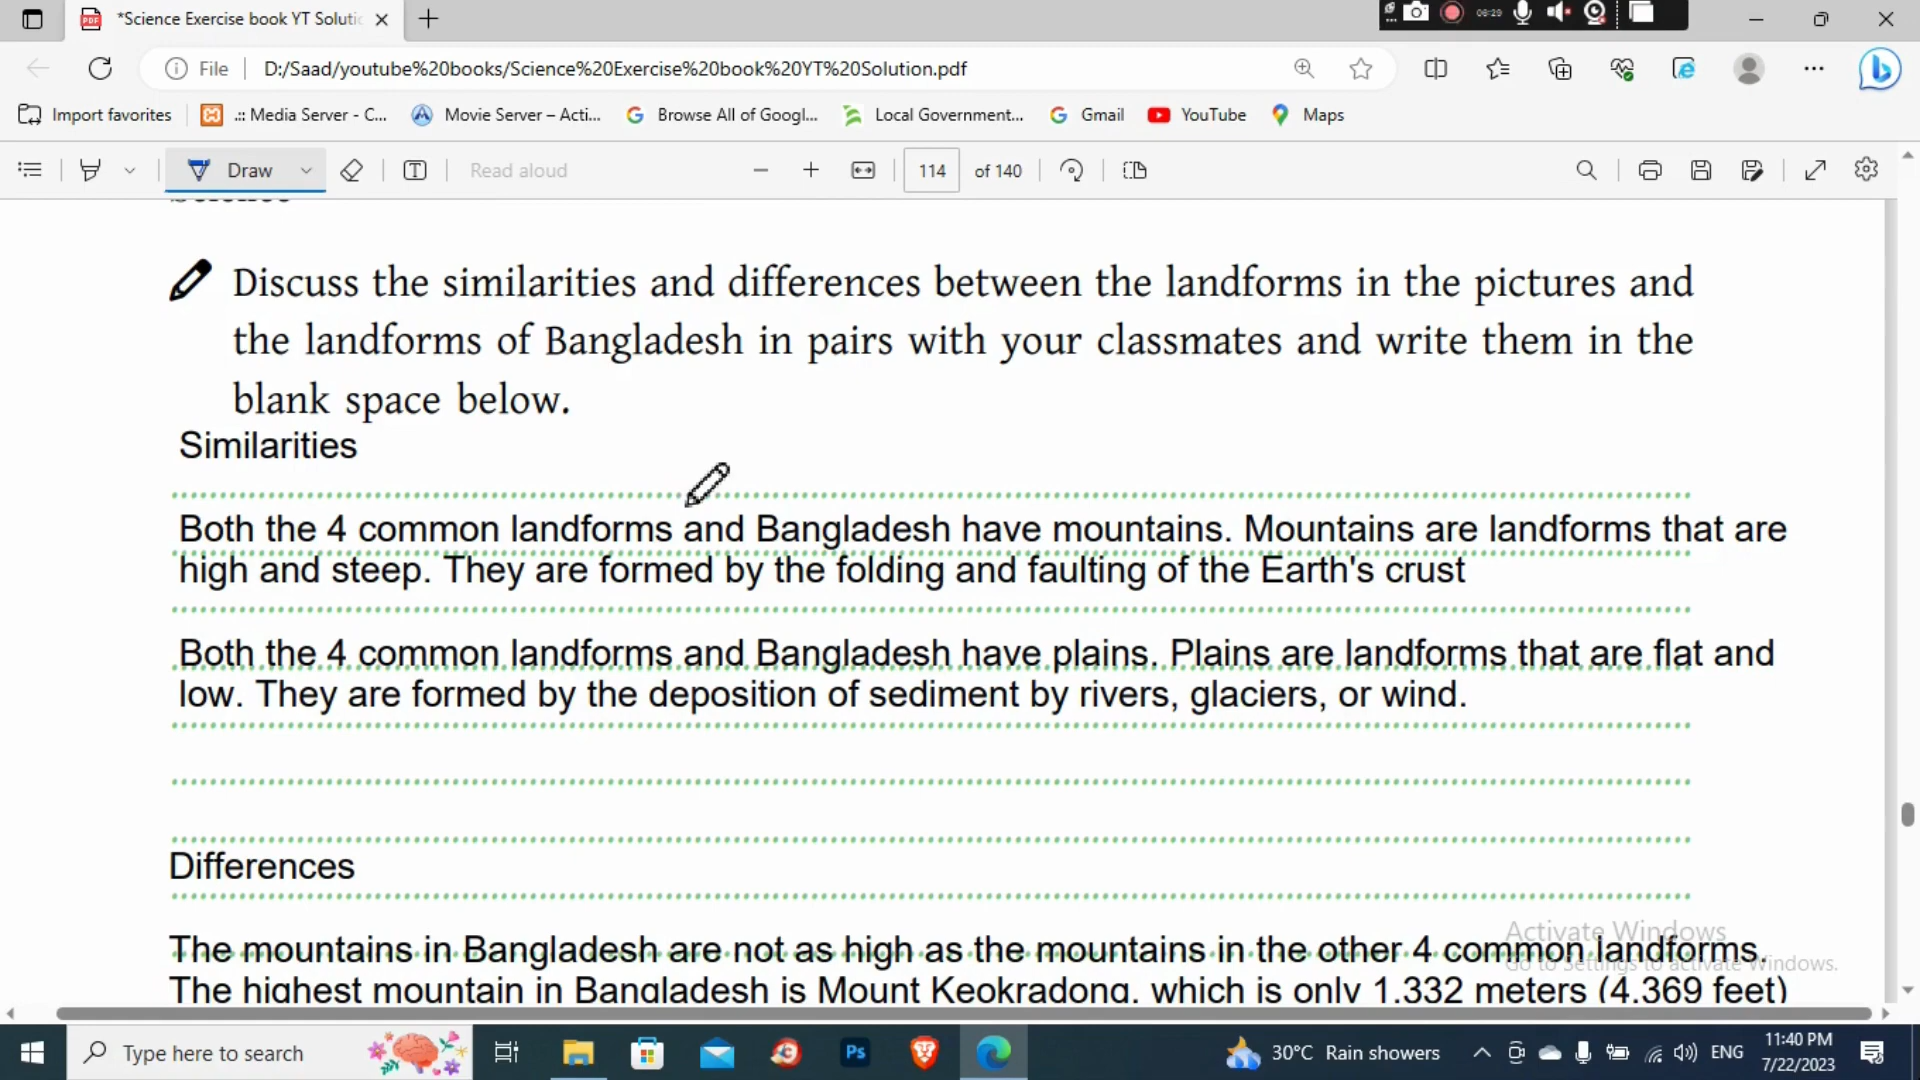 *Science Exercise book YT Soluti
06:29
File
D:/Saad/youtube%20books/Science%20Exercise%20book%20YT%20Solution.pdf
Import favorites
.:: Media Server - C...
Movie Server – Acti...
Browse All of Googl...
Local Government...
Gmail
YouTube
Maps
Draw
Read aloud
114
of 140
Discuss the similarities and differences between the landforms in the pictures and
the landforms of Bangladesh in pairs with your classmates and write them in the
blank space below.
Similarities
Both the 4 common landforms and Bangladesh have mountains. Mountains are landforms that are
high and steep. They are formed by the folding and faulting of the Earth's crust
Both the 4 common landforms and Bangladesh have plains. Plains are landforms that are flat and
low. They are formed by the deposition of sediment by rivers, glaciers, or wind.
Differences
Activate Windows
The mountains in Bangladesh are not as high as the mountains in the other 4 common landforms.
Go to Settings to activate Windows.
The highest mountain in Bangladesh is Mount Keokradong, which is only 1,332 meters (4,369 feet)
Type here to search
Ps
30°C Rain showers
ENG
11:40 PM
7/22/2023